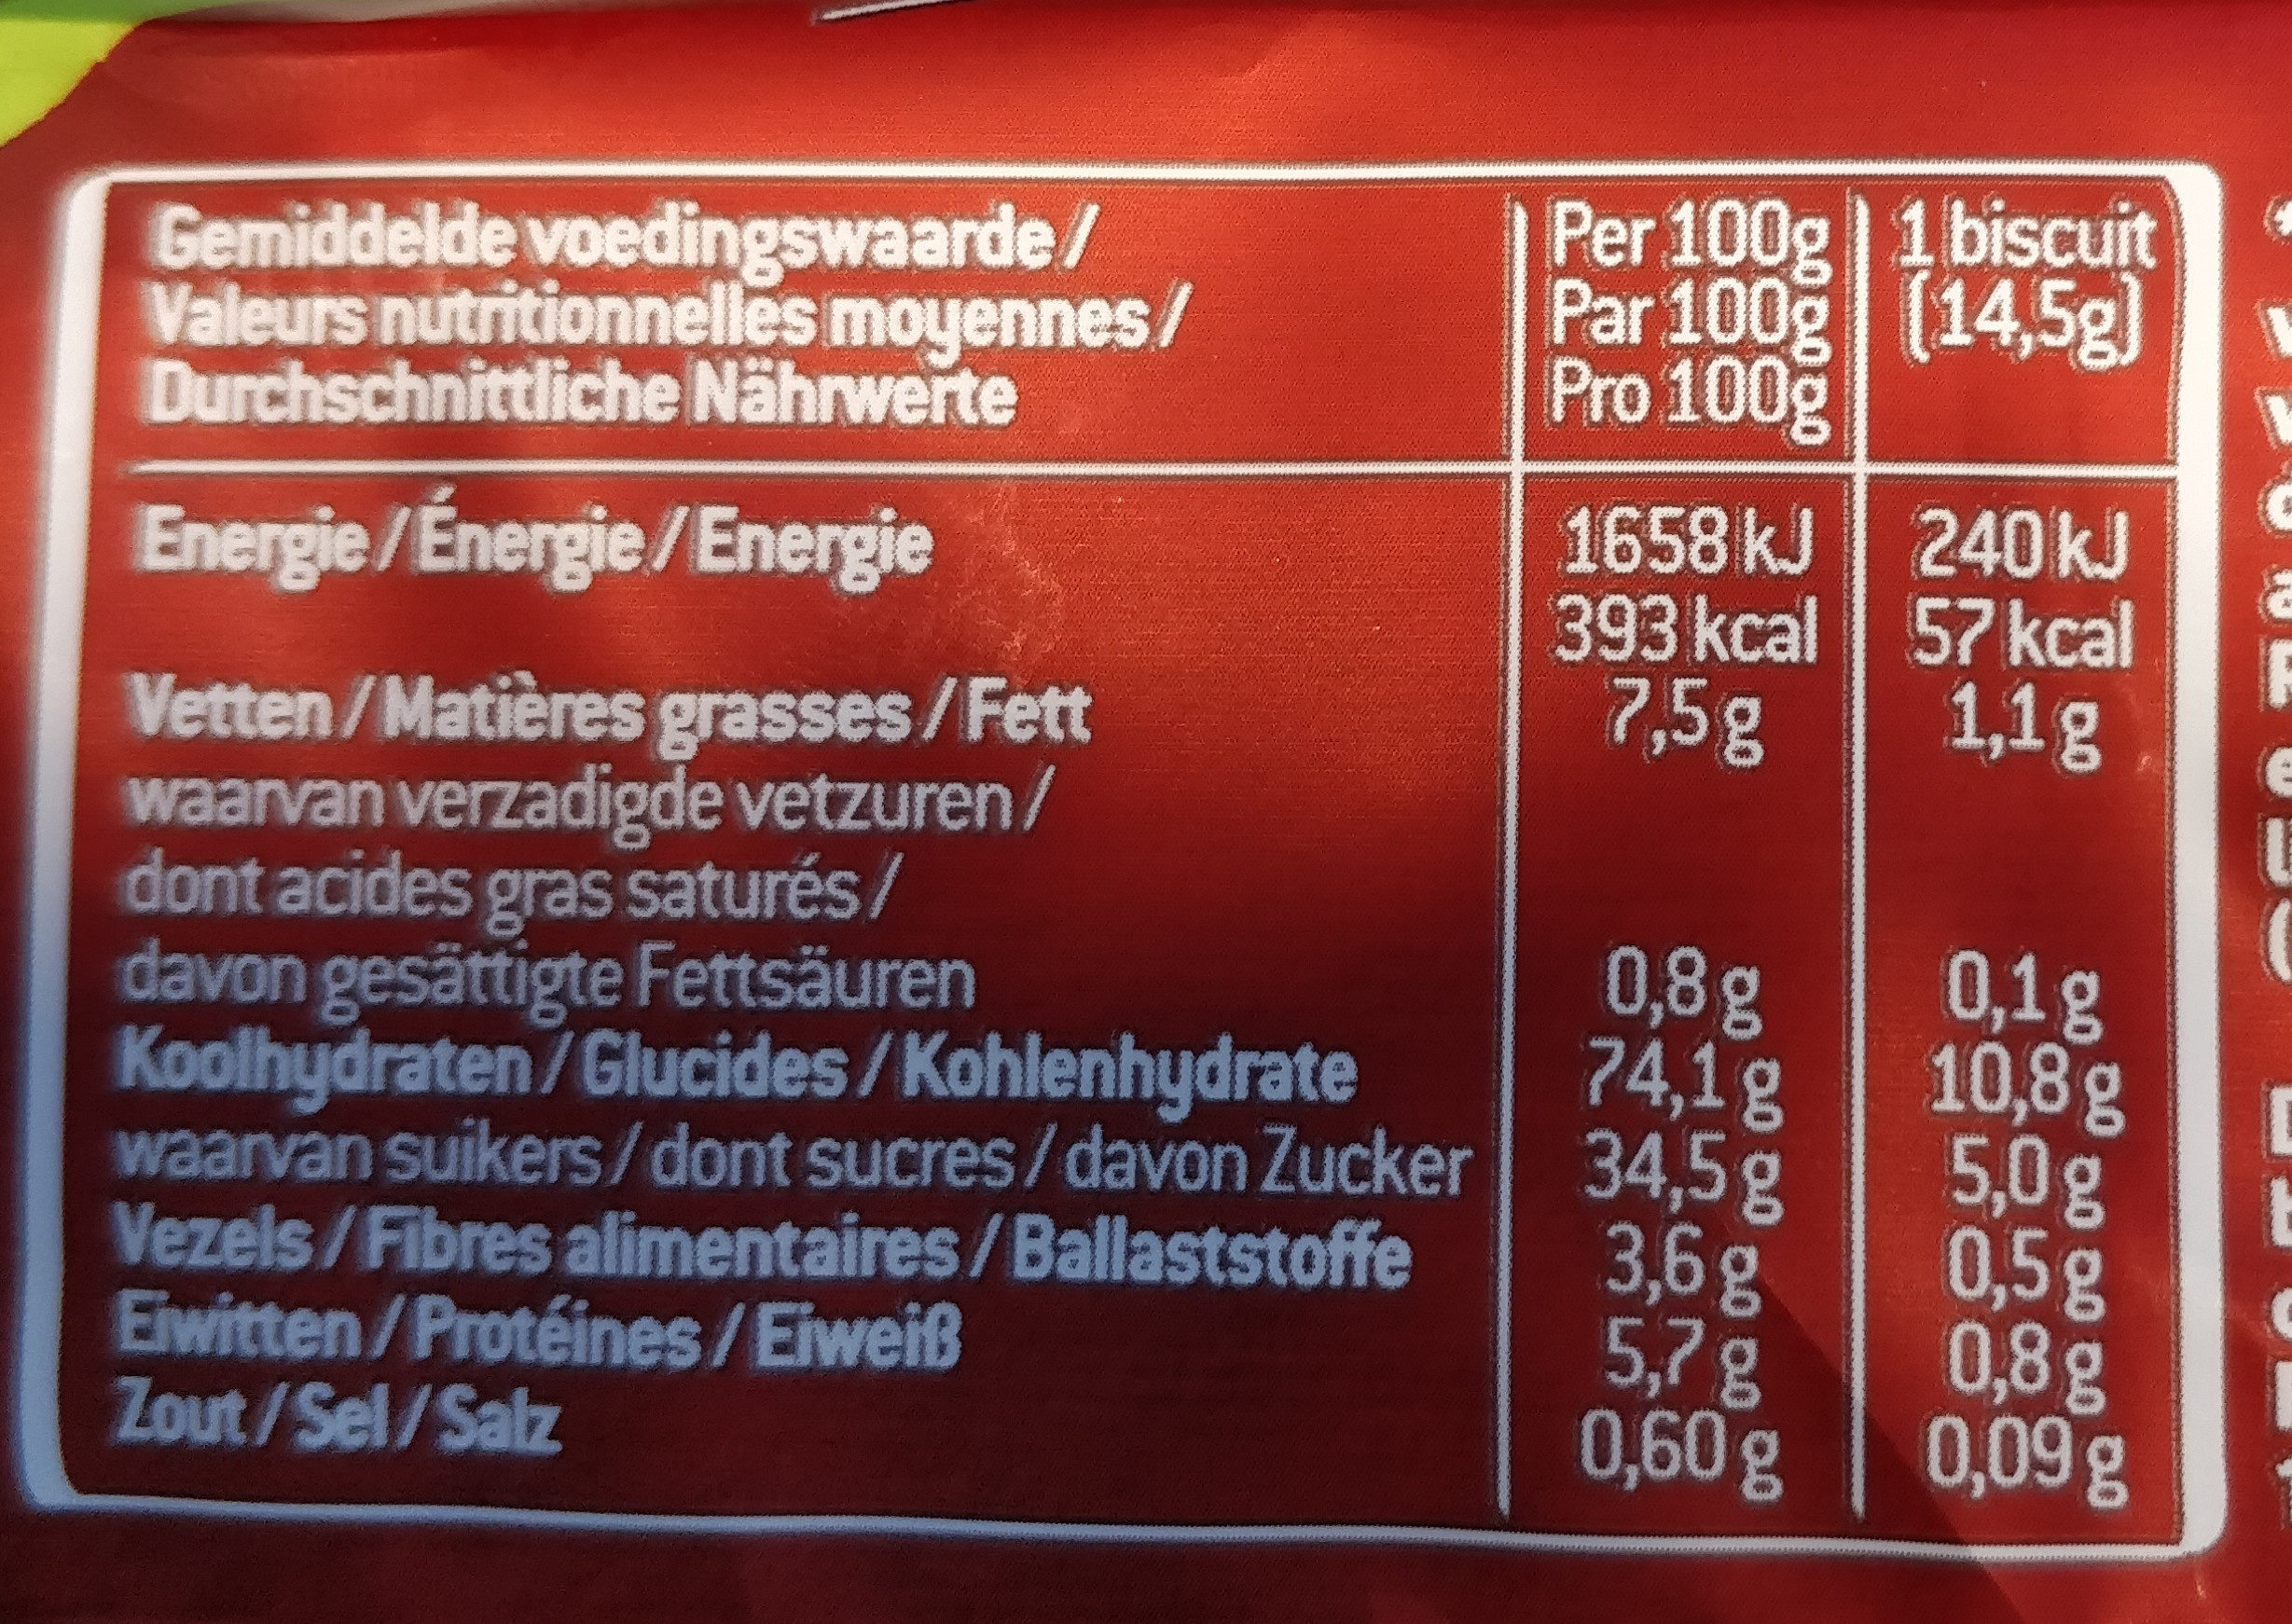 Gemiddelde voedingswaarde / Per 100g 1 biscuit
Valeurs nutritionnelles moyennes / Par 100g (14,5g)
Durchschnittliche Nährwerte Pro 100g
Energie / Énergie / Energie 1658 kJ 240 kJ
393 kcal 57 kcal
Vetten / Matières grasses / Fett 7,5 g 1,1 g
waarvan verzadigde vetzuren /
dont acides gras saturés /
davon gesättigte Fettsäuren 0,8 g 0,1 g
Koolhydraten / Glucides / Kohlenhydrate 74,1 g 10,8 g
waarvan suikers / dont sucres / davon Zucker 34,5 g 5,0 g
Vezels / Fibres alimentaires / Ballaststoffe 3,6 g 0,5 g
Eiwitten / Protéines / Eiweiß 5,7 g 0,8 g
Zout / Sel / Salz 0,60 g 0,09 g